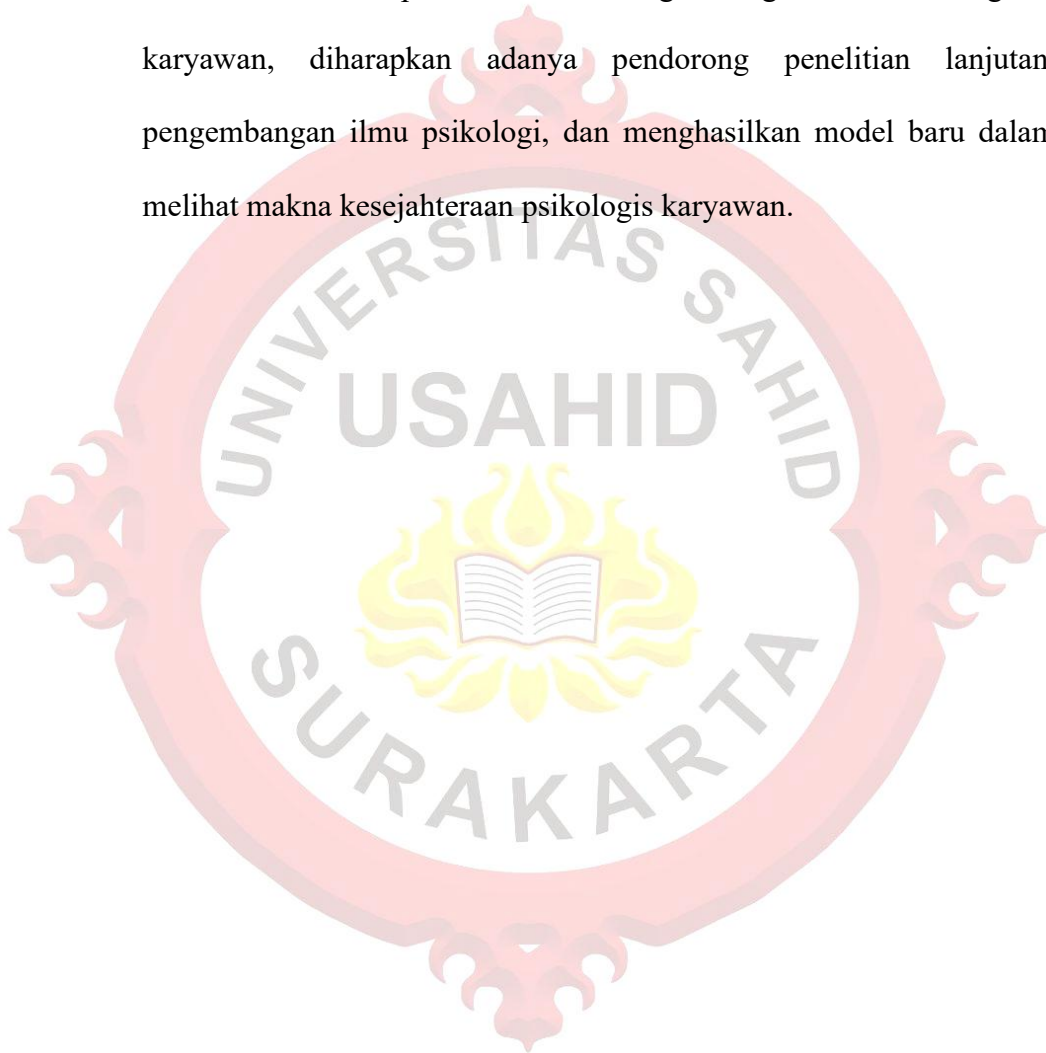 karyawan, diharapkan adanya pendorong penelitian lanjutan
pengembangan ilmu psikologi, dan menghasilkan model baru dalam
melihat makna kesejahteraan psikologis karyawan.
UNIVERSITAS SAHID
USAHID
SURAKARTA